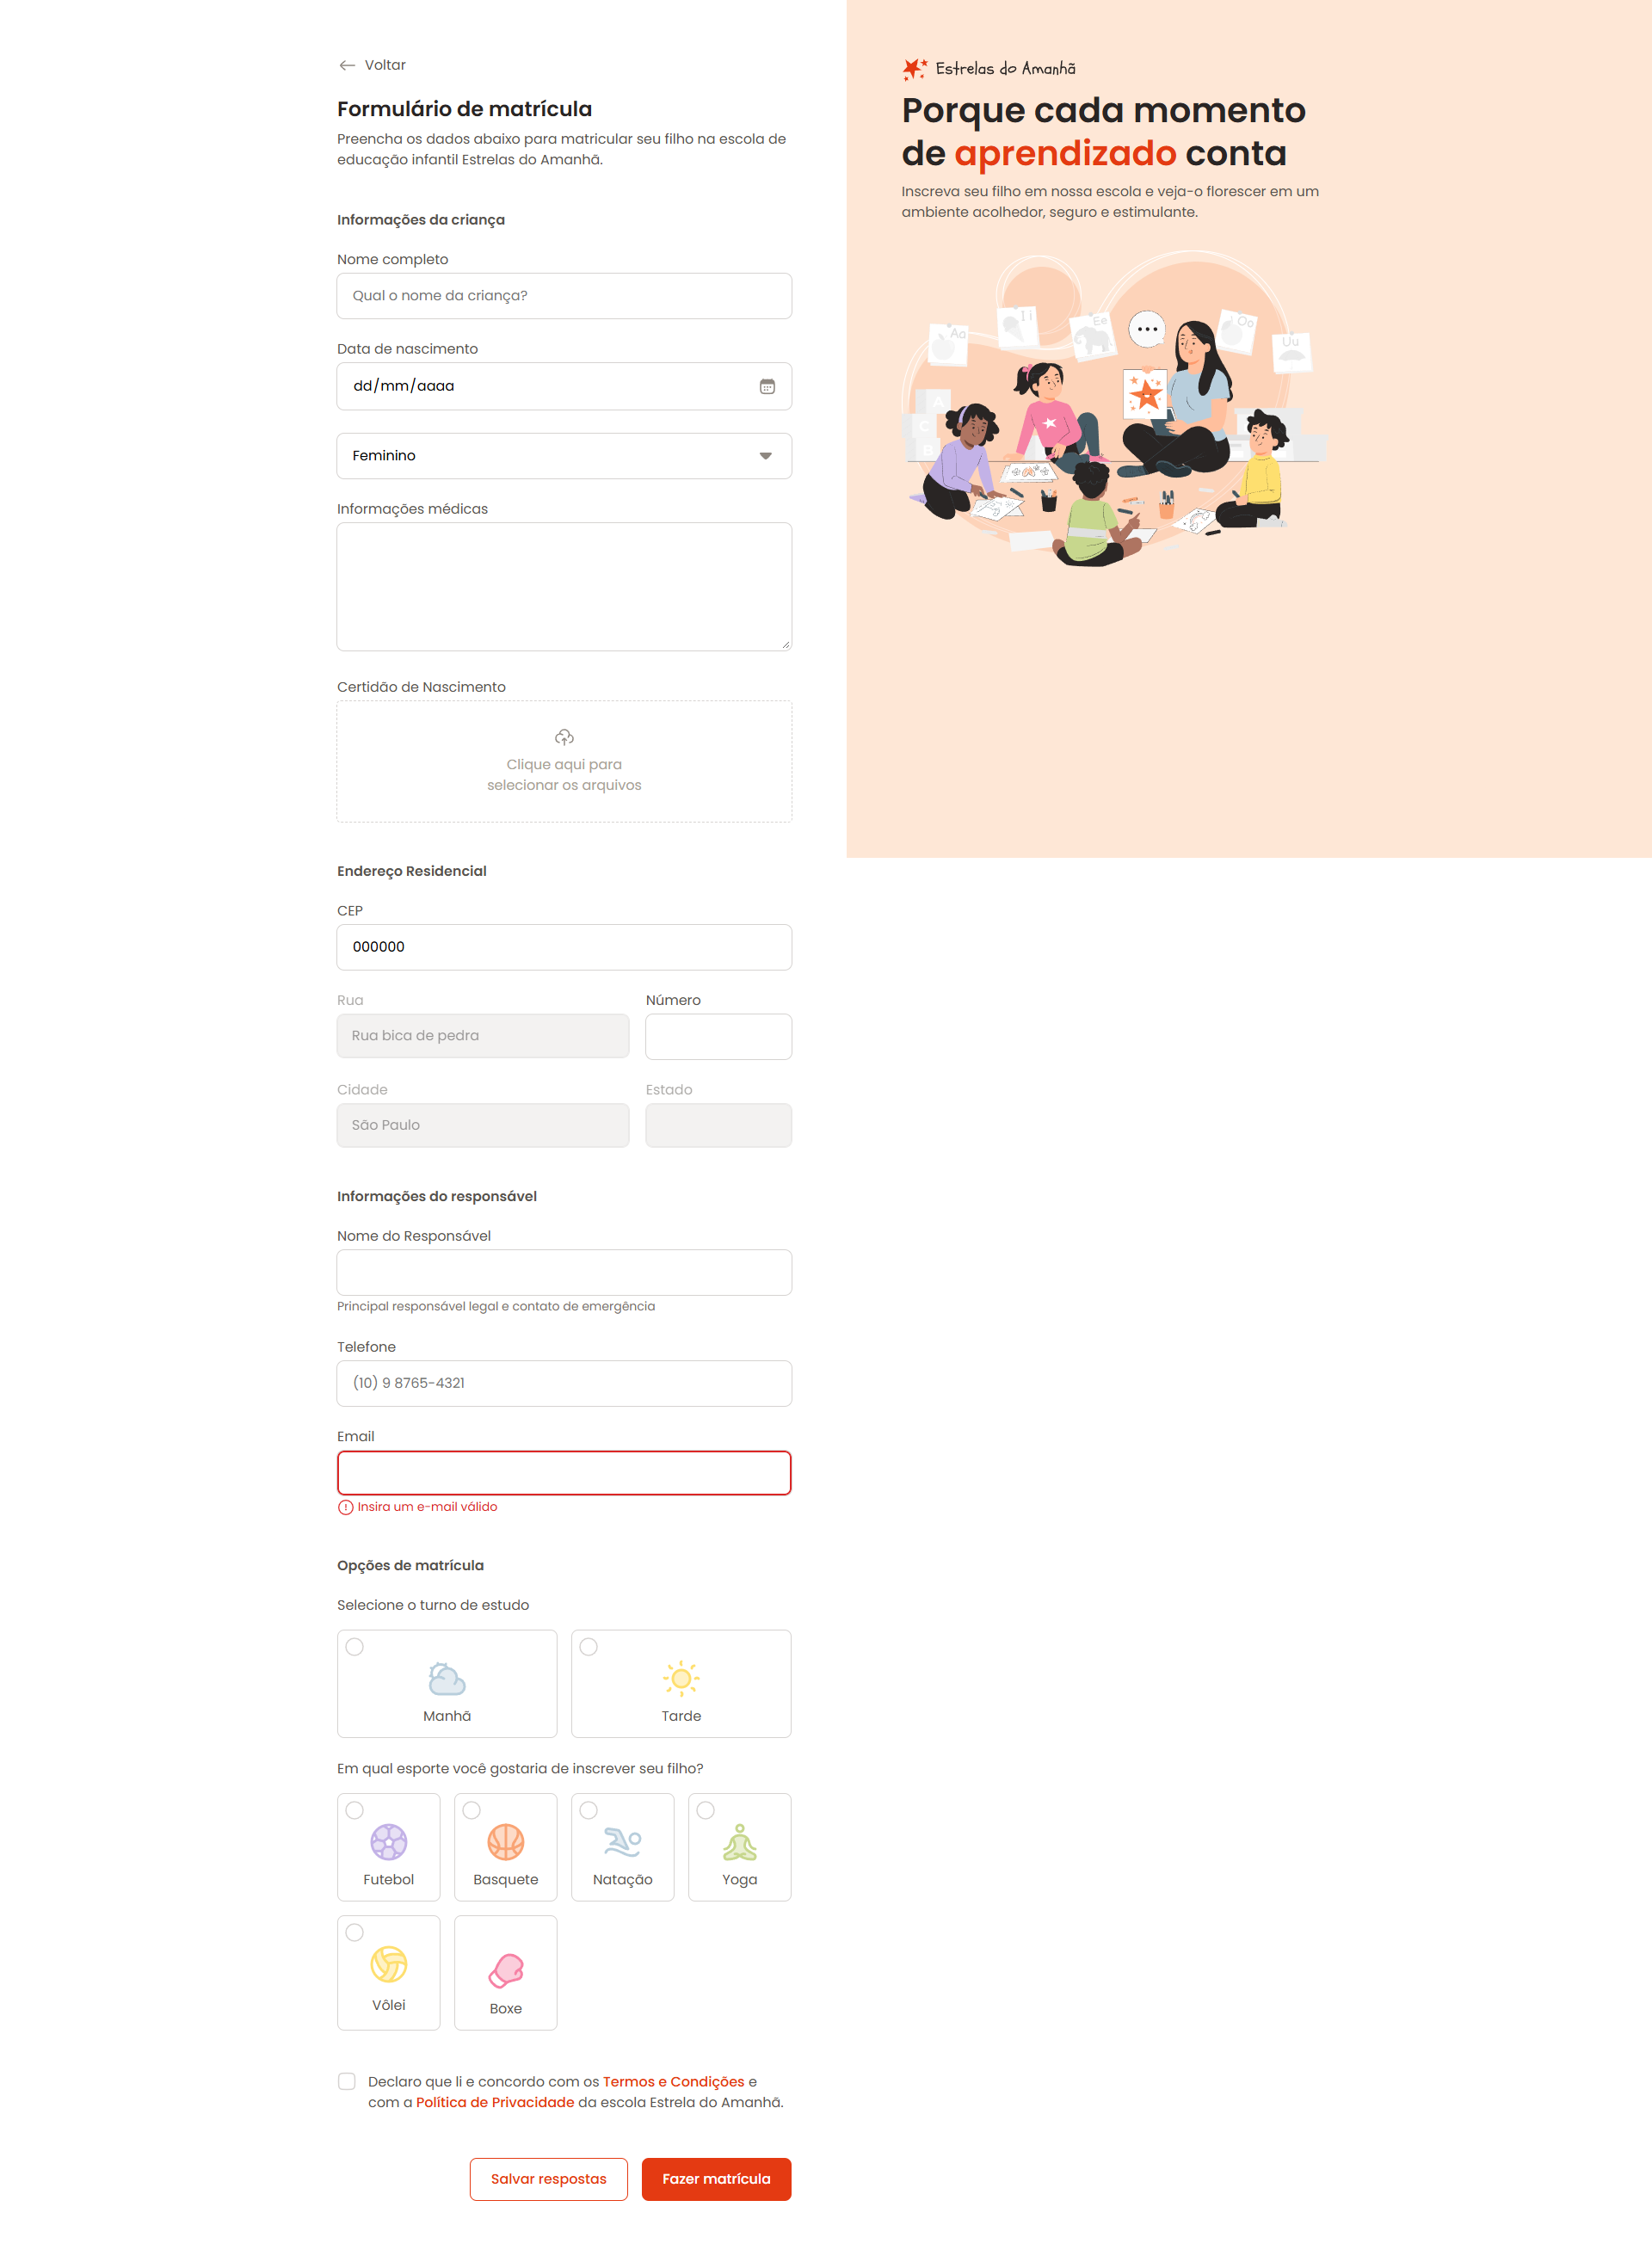 Voltar
Formulário de matrícula
Preencha os dados abaixo para matricular seu filho na escola de
educação infantil Estrelas do Amanhã.
Informações da criança
Nome completo
Qual o nome da criança?
Data de nascimento
dd/mm/aaaa
Feminino
Informações médicas
Certidão de Nascimento
Clique aqui para
selecionar os arquivos
Endereço Residencial
CEP
000000
Rua
Número
Rua bica de pedra
Cidade
Estado
São Paulo
Informações do responsável
Nome do Responsável
Principal responsável legal e contato de emergência
Telefone
(10) 9 8765-4321
Email
Insira um e-mail válido
Opções de matrícula
Selecione o turno de estudo
Manhã
Tarde
Em qual esporte você gostaria de inscrever seu filho?
Futebol
Basquete
Natação
Yoga
Vôlei
Boxe
Declaro que li e concordo com os Termos e Condições e
com a Política de Privacidade da escola Estrela do Amanhã.
Salvar respostas
Fazer matrícula
Estrelas do Amanhã
Porque cada momento
de aprendizado conta
Inscreva seu filho em nossa escola e veja-o florescer em um
ambiente acolhedor, seguro e estimulante.
Aa
Ii
Ee
Oo
Uu
A
C
B